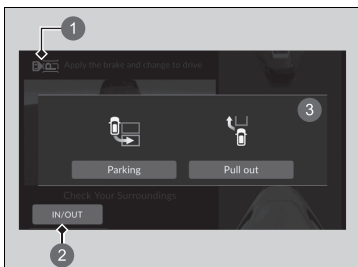 1
Apply the brake and change to drive
3
Parking
Pull out
Check Your Surroundings
IN/OUT
2